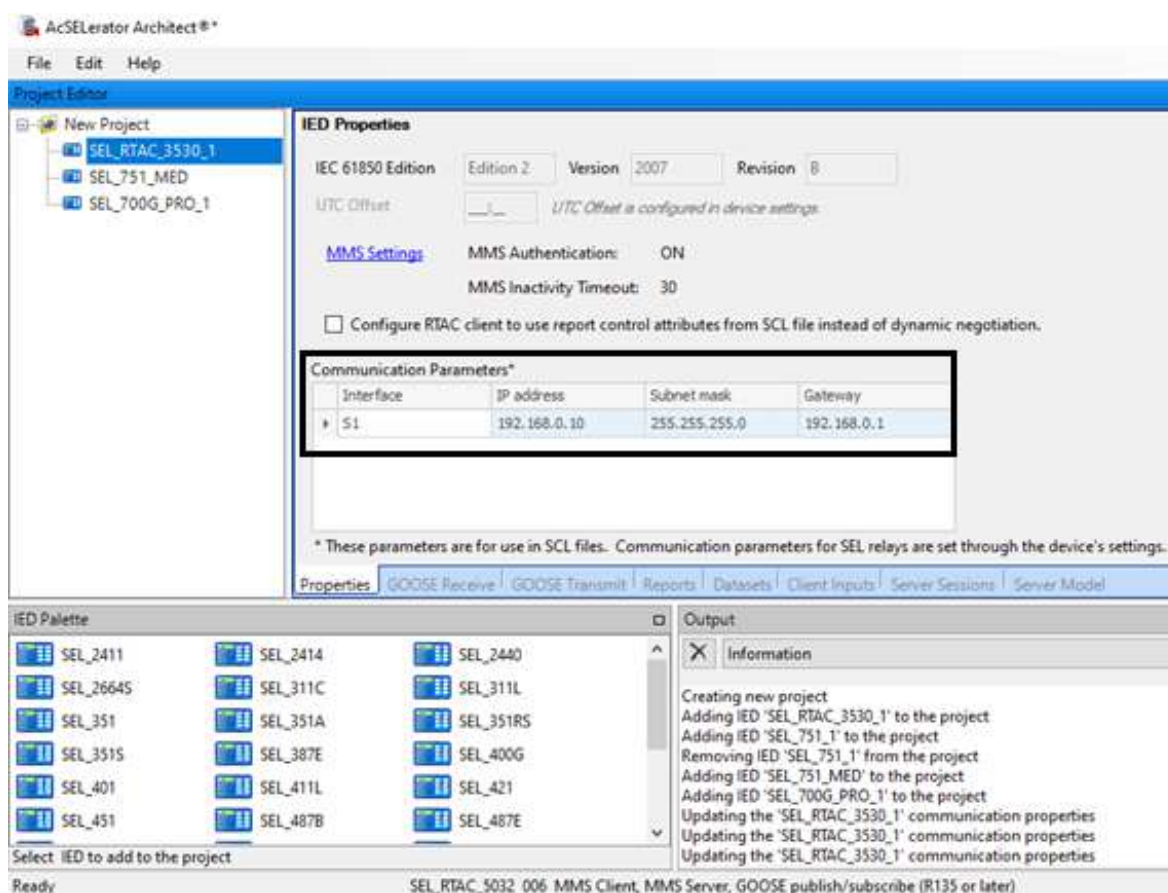 AcSELerator Architect®*
File Edit Help
Project Editor
New Project
SEL_RTAC_3530_1
SEL_751_MED
SEL_700G_PRO_1
IED Properties
IEC 61850 Edition Edition 2 Version 2007 Revision B
UTC Offset __:__ UTC Offset is configured in device settings.
MMS Settings MMS Authentication: ON
MMS Inactivity Timeout: 30
Configure RTAC client to use report control attributes from SCL file instead of dynamic negotiation.
Communication Parameters*
Interface IP address Subnet mask Gateway
S1 192.168.0.10 255.255.255.0 192.168.0.1
* These parameters are for use in SCL files. Communication parameters for SEL relays are set through the device's settings.
Properties GOOSE Receive GOOSE Transmit Reports Datasets Client Inputs Server Sessions Server Model
IED Palette
SEL_2411 SEL_2414 SEL_2440
SEL_2664S SEL_311C SEL_311L
SEL_351 SEL_351A SEL_351RS
SEL_351S SEL_387E SEL_400G
SEL_401 SEL_411L SEL_421
SEL_451 SEL_487B SEL_487E
Select IED to add to the project
Output
Information
Creating new project
Adding IED 'SEL_RTAC_3530_1' to the project
Adding IED 'SEL_751_1' to the project
Removing IED 'SEL_751_1' from the project
Adding IED 'SEL_751_MED' to the project
Adding IED 'SEL_700G_PRO_1' to the project
Updating the 'SEL_RTAC_3530_1' communication properties
Updating the 'SEL_RTAC_3530_1' communication properties
Updating the 'SEL_RTAC_3530_1' communication properties
Ready SEL_RTAC_5032_006 MMS Client, MMS Server, GOOSE publish/subscribe (R135 or later)